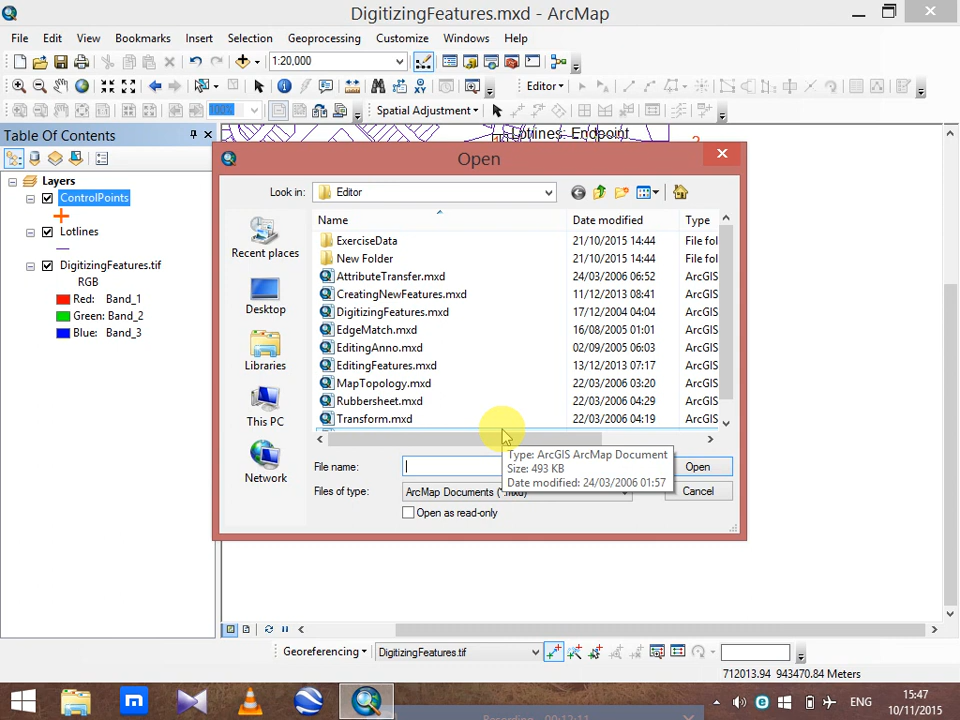 DigitizingFeatures.mxd - ArcMap
File Edit View Bookmarks Insert Selection Geoprocessing Customize Windows Help
1:20,000
Editor
100%
Spatial Adjustment
Table Of Contents
Lotlines: Endpoint
Layers
ControlPoints
Lotlines
DigitizingFeatures.tif
RGB
Red: Band_1
Green: Band_2
Blue: Band_3
Open
Look in: Editor
Recent places
Desktop
Libraries
This PC
Network
Name Date modified Type
ExerciseData 21/10/2015 14:44 File fol
New Folder 21/10/2015 14:44 File fol
AttributeTransfer.mxd 24/03/2006 06:52 ArcGIS
CreatingNewFeatures.mxd 11/12/2013 08:41 ArcGIS
DigitizingFeatures.mxd 17/12/2004 04:04 ArcGIS
EdgeMatch.mxd 16/08/2005 01:01 ArcGIS
EditingAnno.mxd 02/09/2005 06:03 ArcGIS
EditingFeatures.mxd 13/12/2013 07:17 ArcGIS
MapTopology.mxd 22/03/2006 03:20 ArcGIS
Rubbersheet.mxd 22/03/2006 04:29 ArcGIS
Transform.mxd 22/03/2006 04:19 ArcGIS
Type: ArcGIS ArcMap Document
Size: 493 KB
Date modified: 24/03/2006 01:57
File name: Open
Files of type: ArcMap Documents (*.mxd) Cancel
Open as read-only
Georeferencing DigitizingFeatures.tif
712013.94 943470.84 Meters
ENG
15:47
10/11/2015